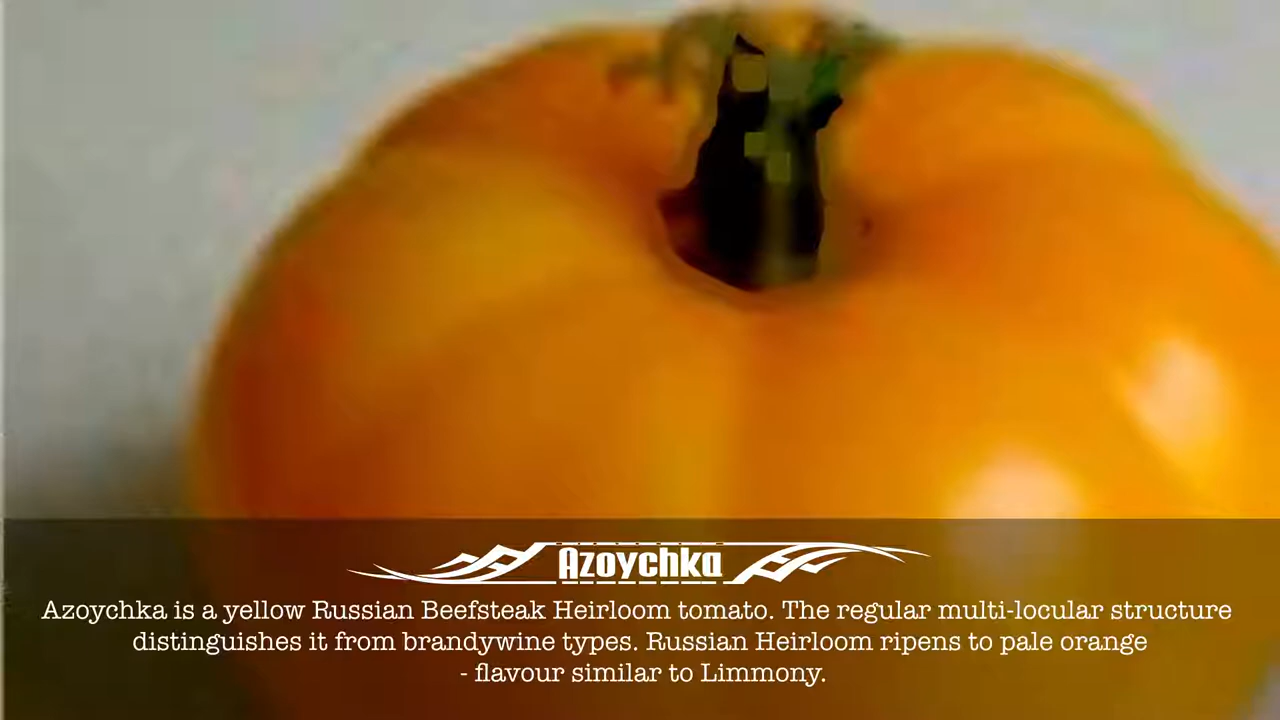 Azoychka
Azoychka is a yellow Russian Beefsteak Heirloom tomato. The regular multi-locular structure
distinguishes it from brandywine types. Russian Heirloom ripens to pale orange
- flavour similar to Limmony.